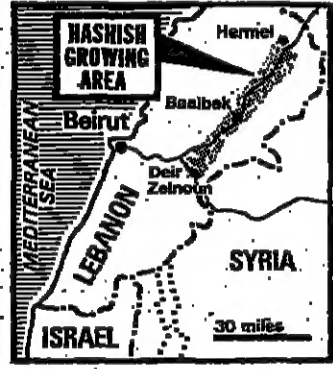 HASHISH
GROWING
AREA
Hermel
Baalbek
Beirut
Deir
Zeinoun
MEDITERRANEAN
SEA
LEBANON
SYRIA
ISRAEL
30 miles